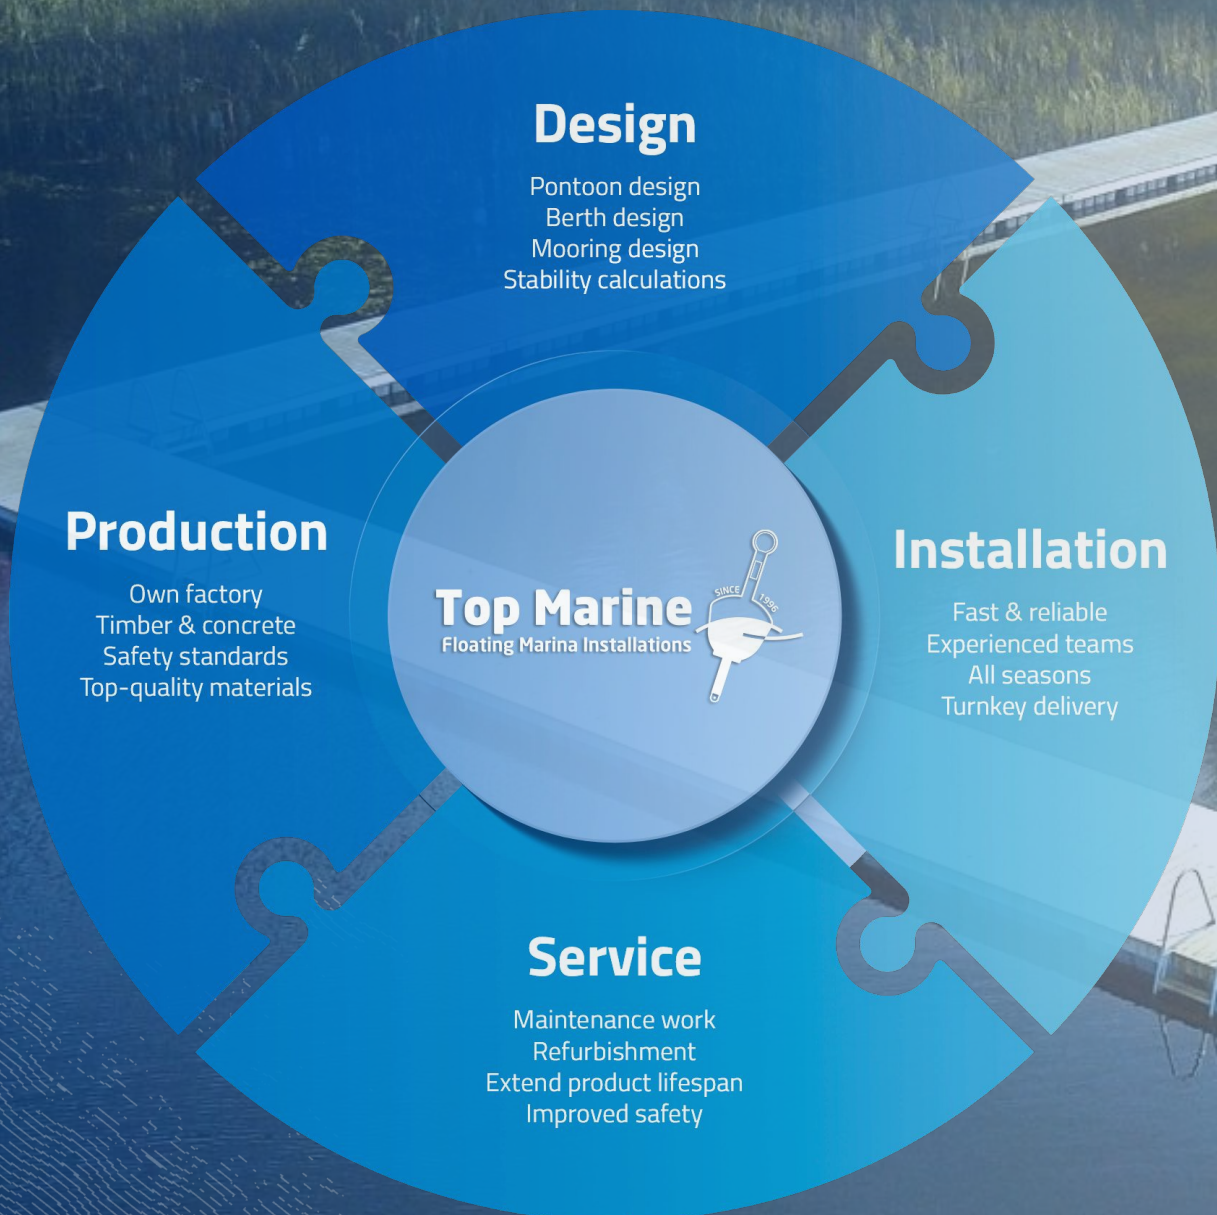 Design
Pontoon design
Berth design
Mooring design
Stability calculations
Production
Own factory
Timber & concrete
Safety standards
Top-quality materials
Top Marine
Floating Marina Installations
SINCE 1996
Installation
Fast & reliable
Experienced teams
All seasons
Turnkey delivery
Service
Maintenance work
Refurbishment
Extend product lifespan
Improved safety